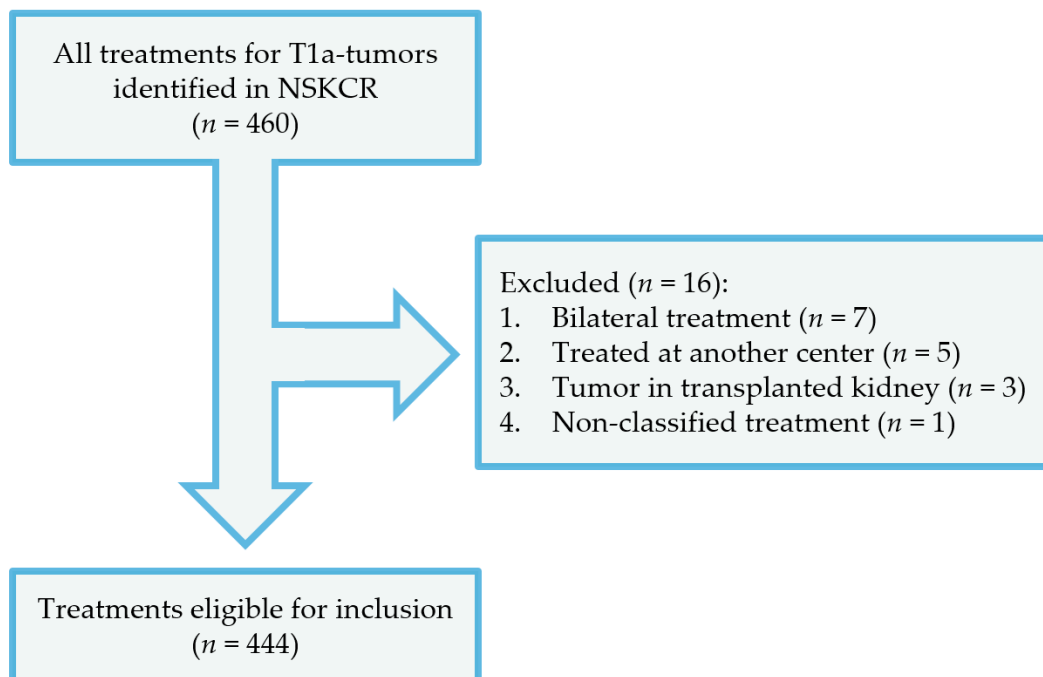 All treatments for T1a-tumors
identified in NSKCR
(n = 460)
Excluded (n = 16):
1. Bilateral treatment (n = 7)
2. Treated at another center (n = 5)
3. Tumor in transplanted kidney (n = 3)
4. Non-classified treatment (n = 1)
Treatments eligible for inclusion
(n = 444)